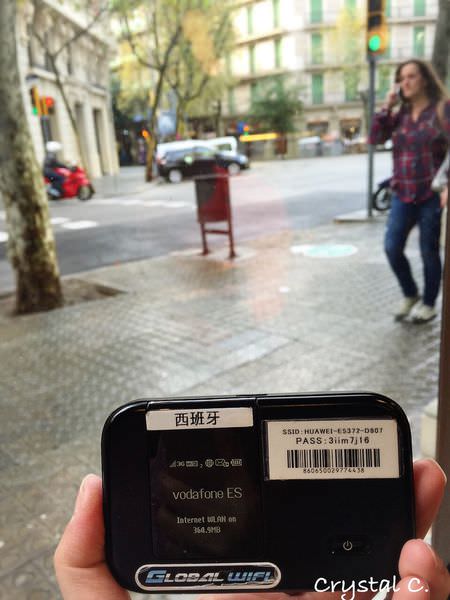 西班牙
3G
vodafone ES
Internet WLAN on
364.9MB
SSID: HUAWEI-E5372-D807
PASS: 3iim7j16
860650029774438
GLOBAL WIFI
Crystal C.